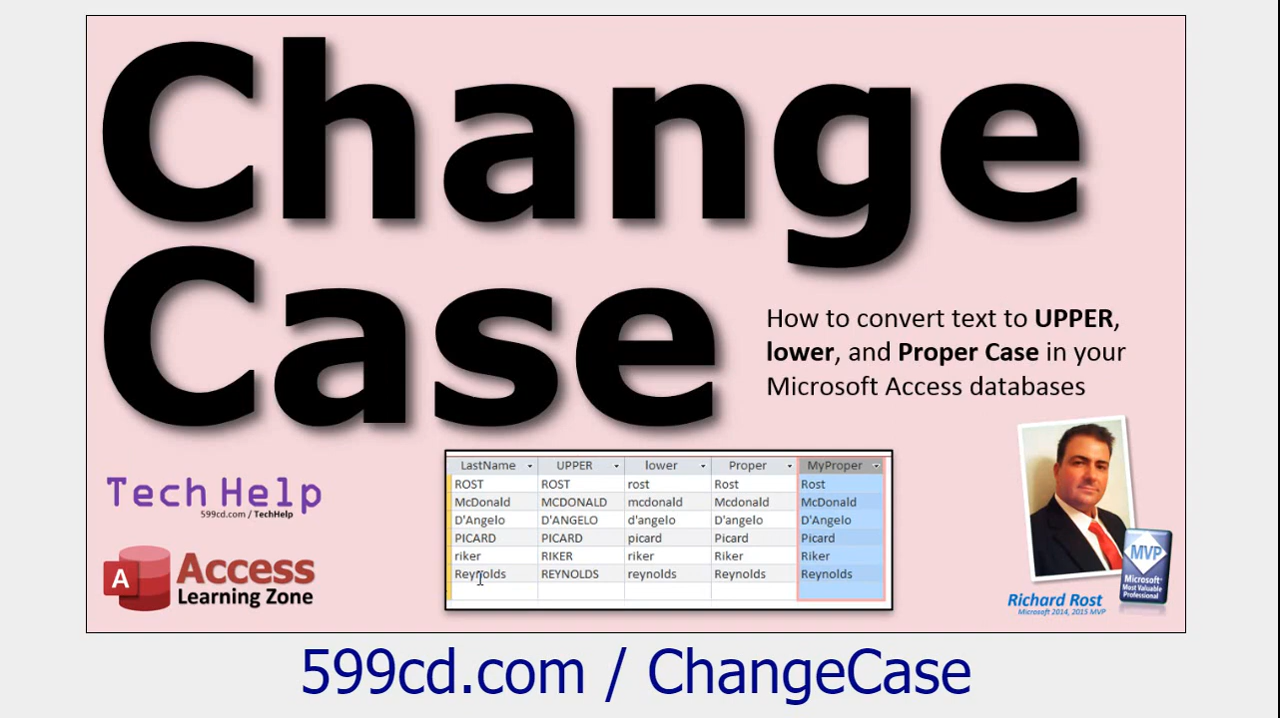 Change
Case
How to convert text to UPPER,
lower, and Proper Case in your
Microsoft Access databases
Tech Help
599cd.com / TechHelp
A Access
Learning Zone
LastName UPPER lower Proper MyProper
ROST ROST rost Rost Rost
McDonald MCDONALD mcdonald Mcdonald McDonald
D'Angelo D'ANGELO d'angelo D'angelo D'Angelo
PICARD PICARD picard Picard Picard
riker RIKER riker Riker Riker
Reynolds REYNOLDS reynolds Reynolds Reynolds
MVP
Microsoft
Most Valuable
Professional
Richard Rost
Microsoft 2014, 2015 MVP
599cd.com / ChangeCase